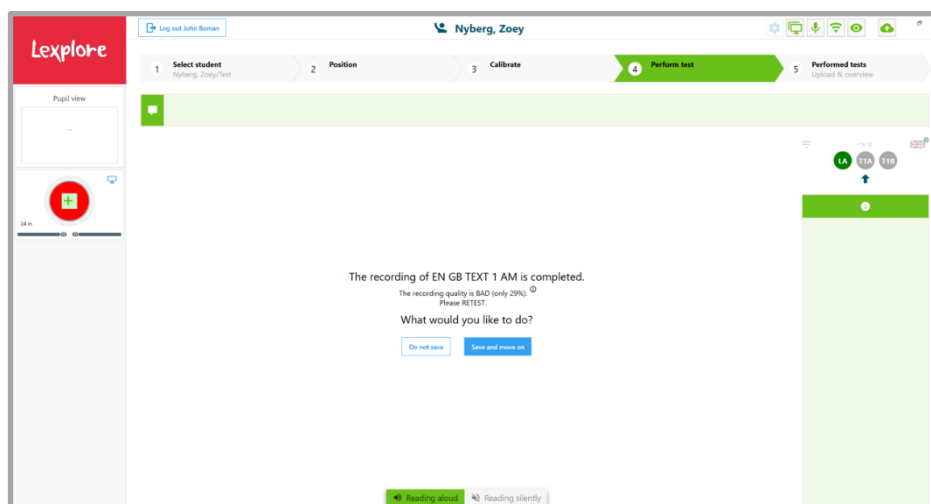 Lexplore
Log out John Boman
Nyberg, Zoey
1 Select student
Nyberg, Zoey/Test
2 Position
3 Calibrate
4 Perform test
5 Performed tests
Upload & overview
Pupil view
--
24 in
LA T1A T1B
The recording of EN GB TEXT 1 AM is completed.
The recording quality is BAD (only 29%).
Please RETEST.
What would you like to do?
Do not save
Save and move on
Reading aloud
Reading silently